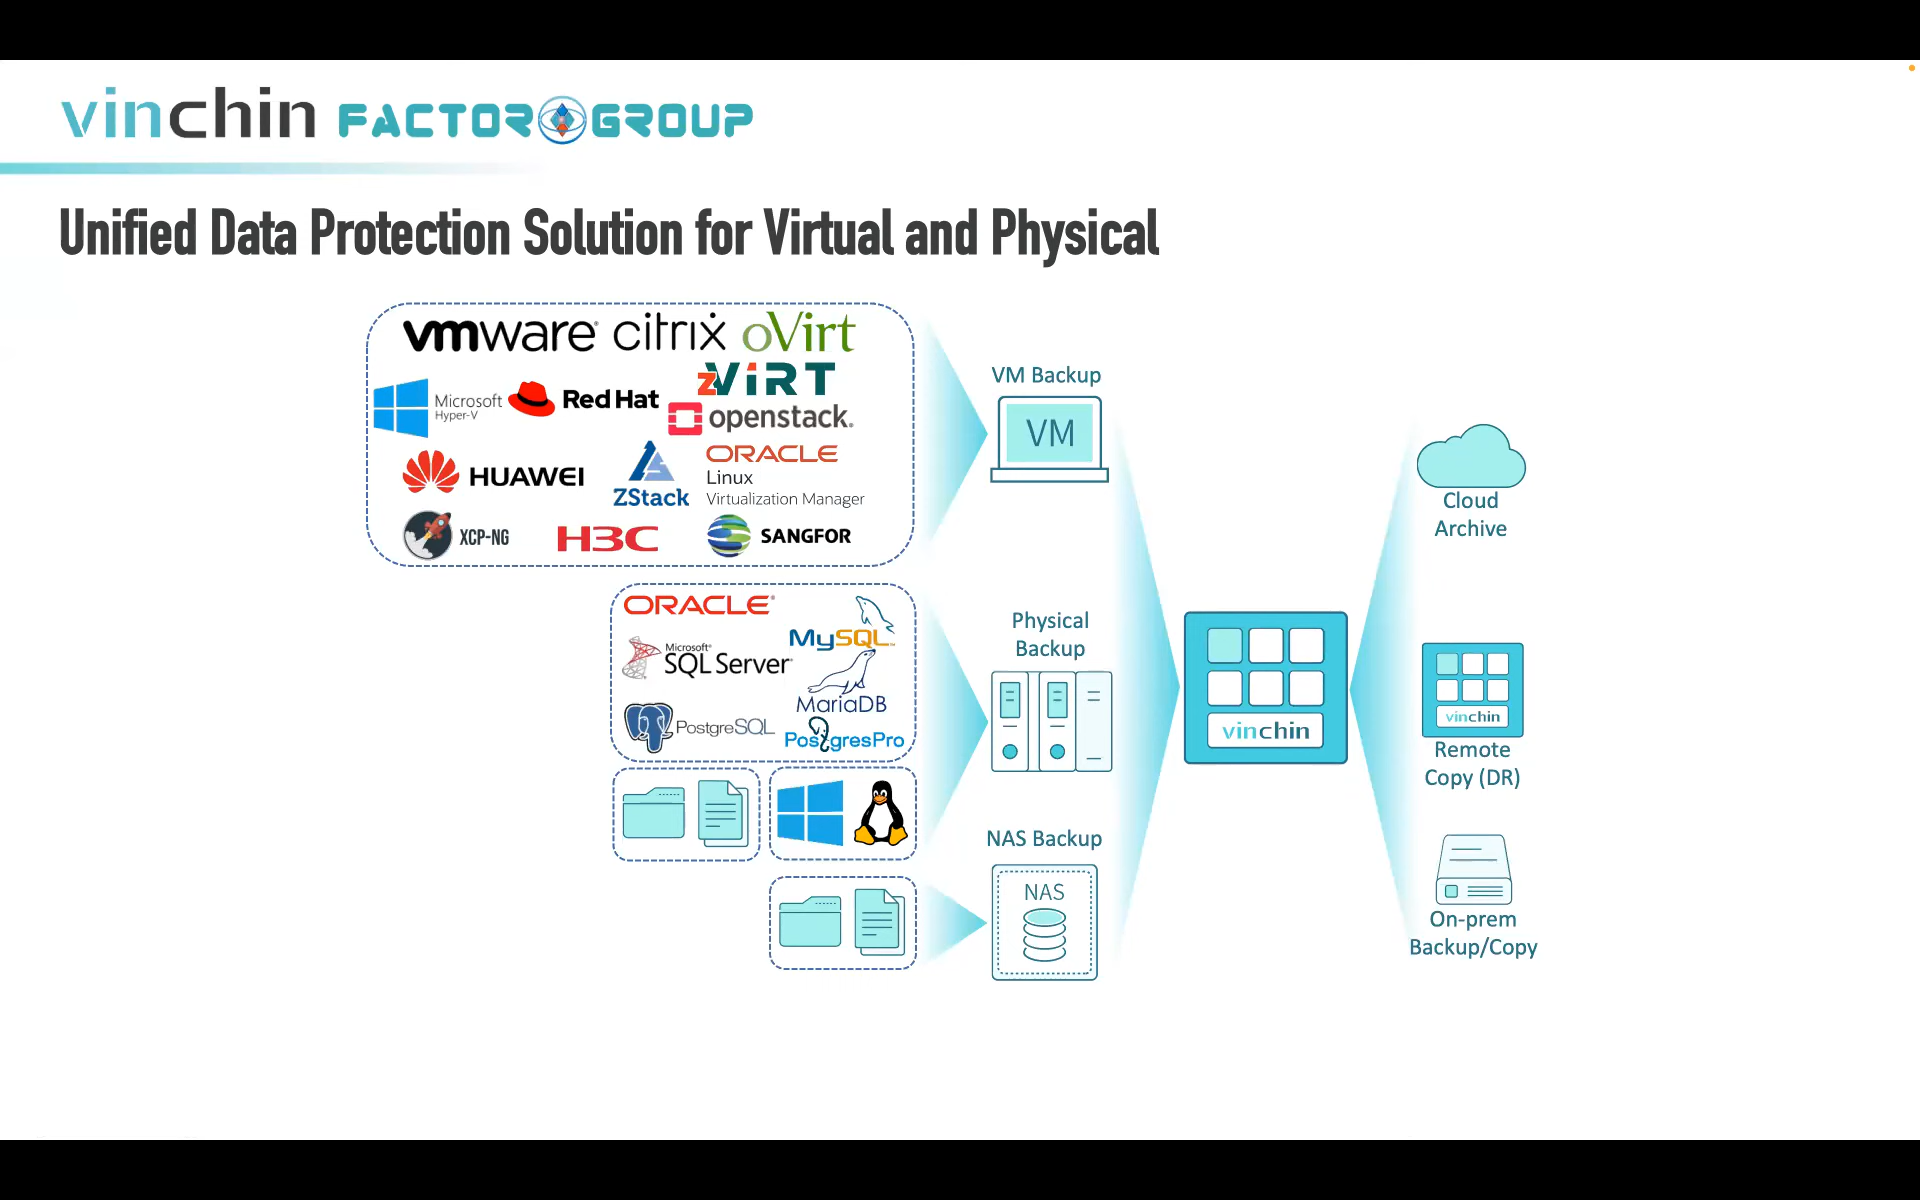 vinchin FACTOR GROUP
Unified Data Protection Solution for Virtual and Physical
vmware® citrix oVirt
zViRT
Microsoft
Hyper-V
Red Hat
openstack.
HUAWEI
ZStack
ORACLE
Linux
Virtualization Manager
XCP-NG
H3C
SANGFOR
ORACLE®
MySQL™
Microsoft®
SQL Server®
MariaDB
PostgreSQL
PostgresPro
VM Backup
VM
Physical
Backup
NAS Backup
NAS
vinchin
Cloud
Archive
vinchin
Remote
Copy (DR)
On-prem
Backup/Copy